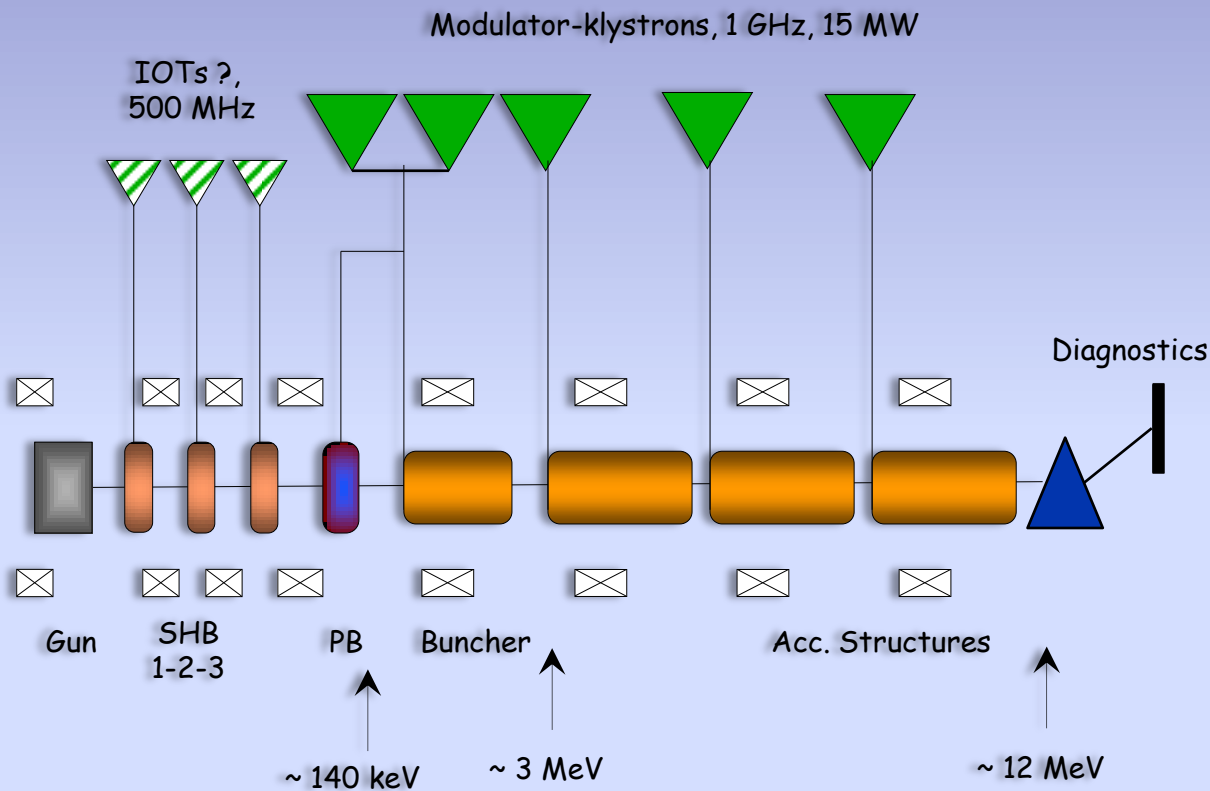 Modulator-klystrons, 1 GHz, 15 MW
IOTs ?,
500 MHz
Diagnostics
Gun
SHB
1-2-3
PB
Buncher
Acc. Structures
~ 140 keV
~ 3 MeV
~ 12 MeV